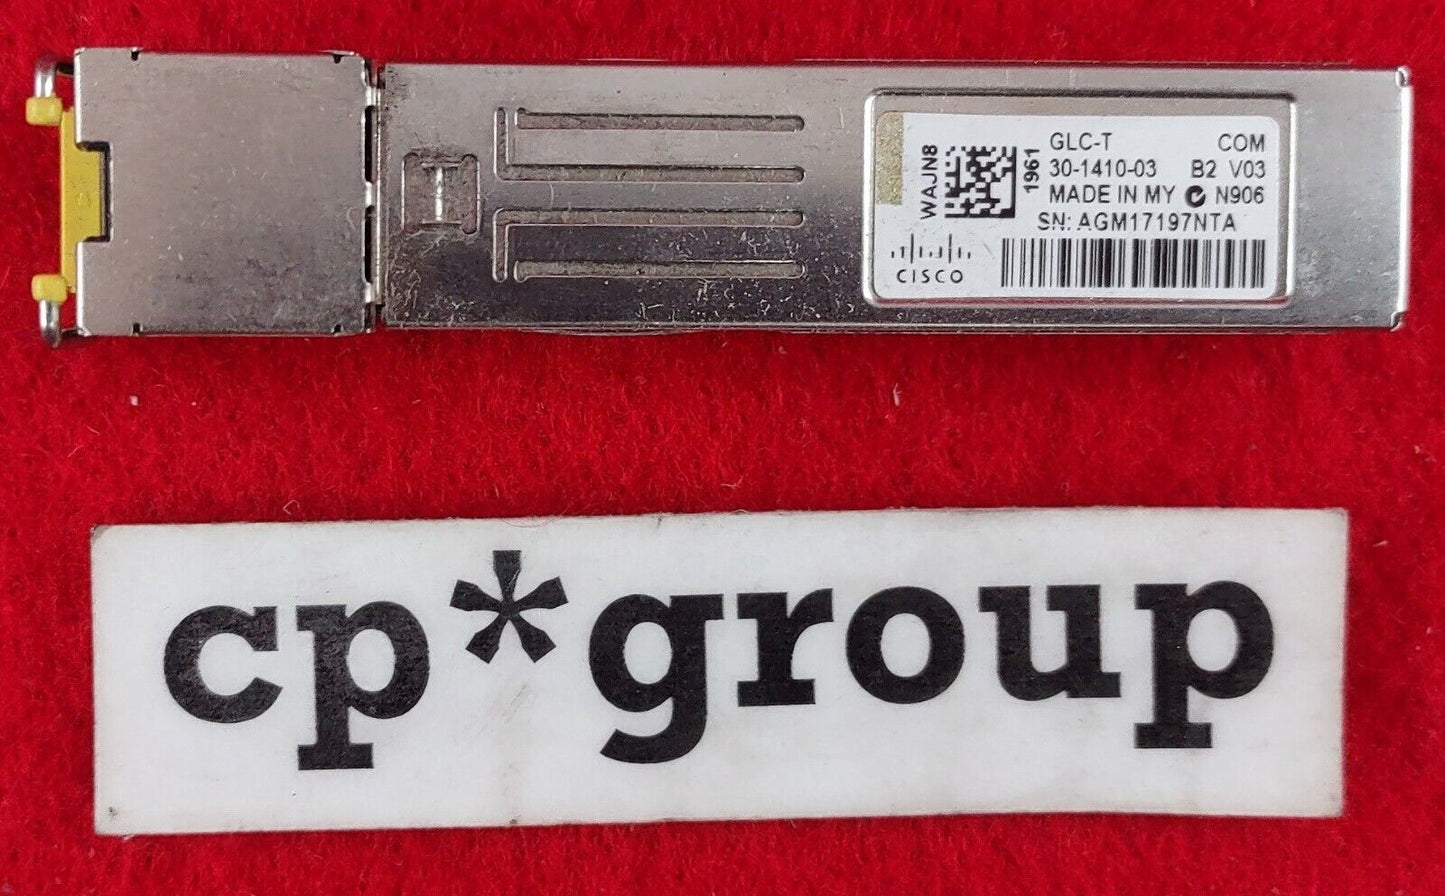 WAJN8
1961
GLC-T COM
30-1410-03 B2 V03
MADE IN MY C N906
SN: AGM17197NTA
CISCO
cp*group